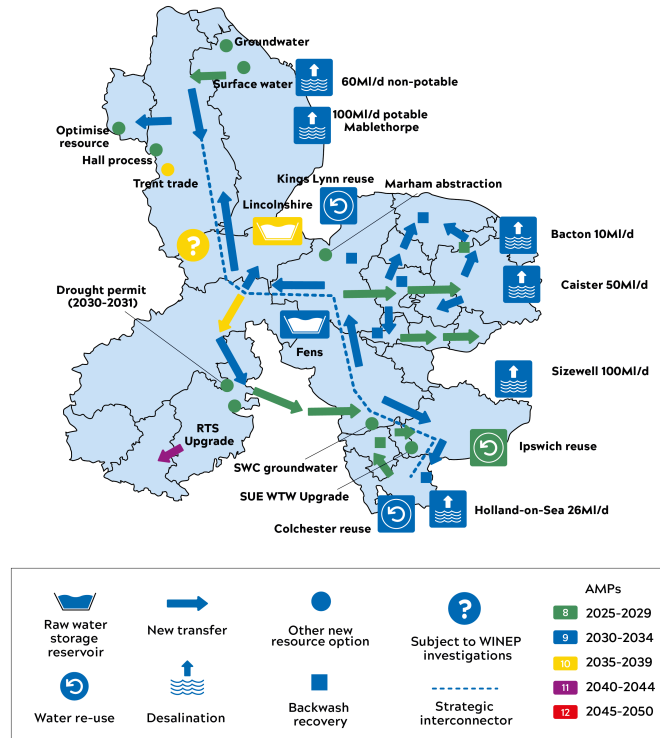 Groundwater
Surface water
60Ml/d non-potable
100Ml/d potable
Mablethorpe
Optimise
resource
Hall process
Trent trade
Kings Lynn reuse
Marham abstraction
Lincolnshire
?
Bacton 10Ml/d
Caister 50Ml/d
Drought permit
(2030-2031)
Fens
Sizewell 100Ml/d
RTS
Upgrade
SWC groundwater
Ipswich reuse
SUE WTW Upgrade
Colchester reuse
Holland-on-Sea 26Ml/d
Raw water
storage
reservoir
New transfer
Other new
resource option
?
Subject to WINEP
investigations
Water re-use
Desalination
Backwash
recovery
Strategic
interconnector
AMPs
8 2025-2029
9 2030-2034
10 2035-2039
11 2040-2044
12 2045-2050